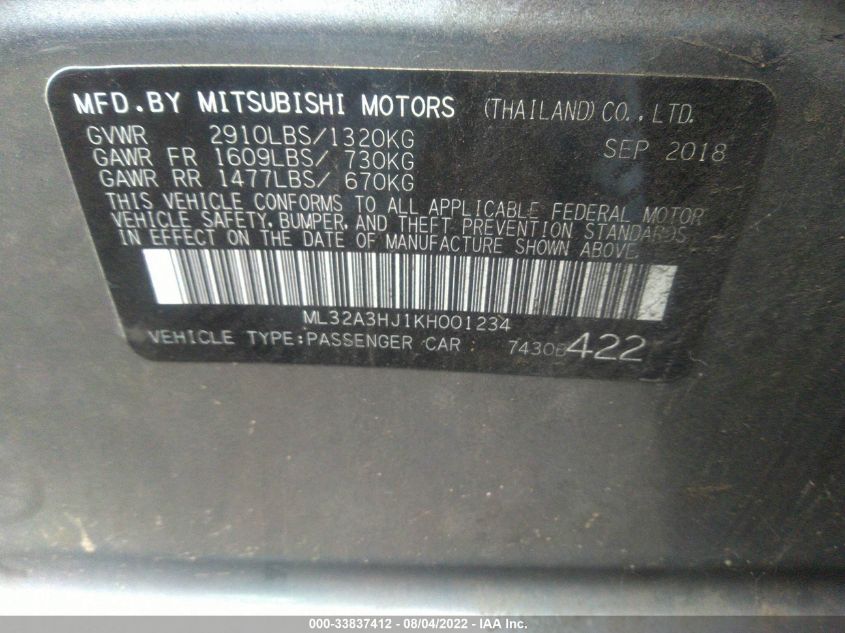 MFD.BY MITSUBISHI MOTORS (THAILAND)CO.,LTD.
GVWR 2910LBS/1320KG SEP 2018
GAWR FR 1609LBS/ 730KG
GAWR RR 1477LBS/ 670KG
THIS VEHICLE CONFORMS TO ALL APPLICABLE FEDERAL MOTOR
VEHICLE SAFETY, BUMPER, AND THEFT PREVENTION STANDARDS
IN EFFECT ON THE DATE OF MANUFACTURE SHOWN ABOVE.
ML32A3HJ1KH001234
VEHICLE TYPE:PASSENGER CAR 7430B422
000-33837412 - 08/04/2022 - IAA Inc.